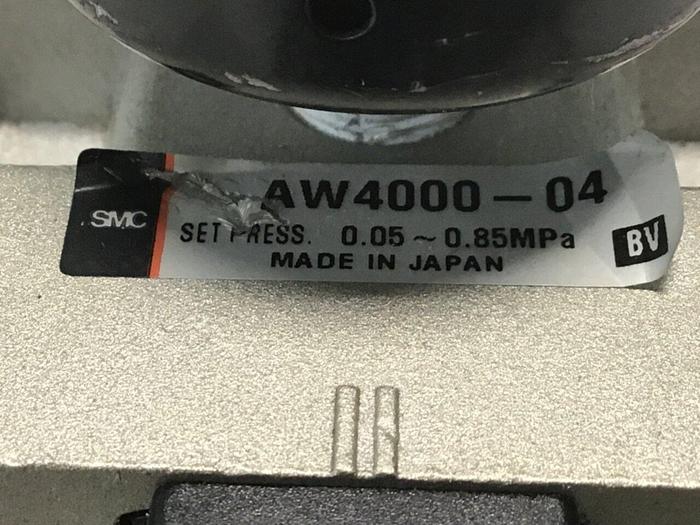 SMC
AW4000-04
SET PRESS. 0.05~0.85MPa
BV
MADE IN JAPAN